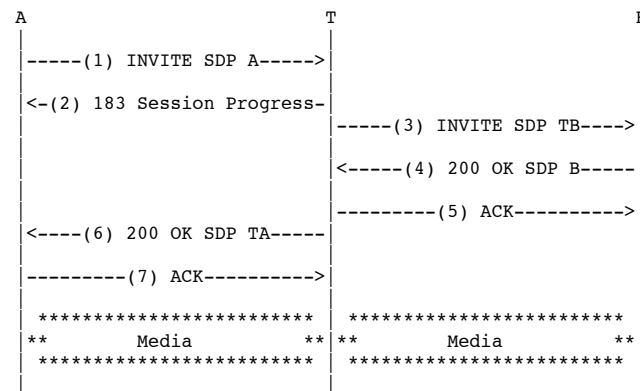 A T
-----(1) INVITE SDP A----->
<-(2) 183 Session Progress-
-----(3) INVITE SDP TB---->
<-----(4) 200 OK SDP B-----
---------(5) ACK---------->
<----(6) 200 OK SDP TA-----
---------(7) ACK---------->
************************* *************************
** Media ** ** Media **
************************* *************************